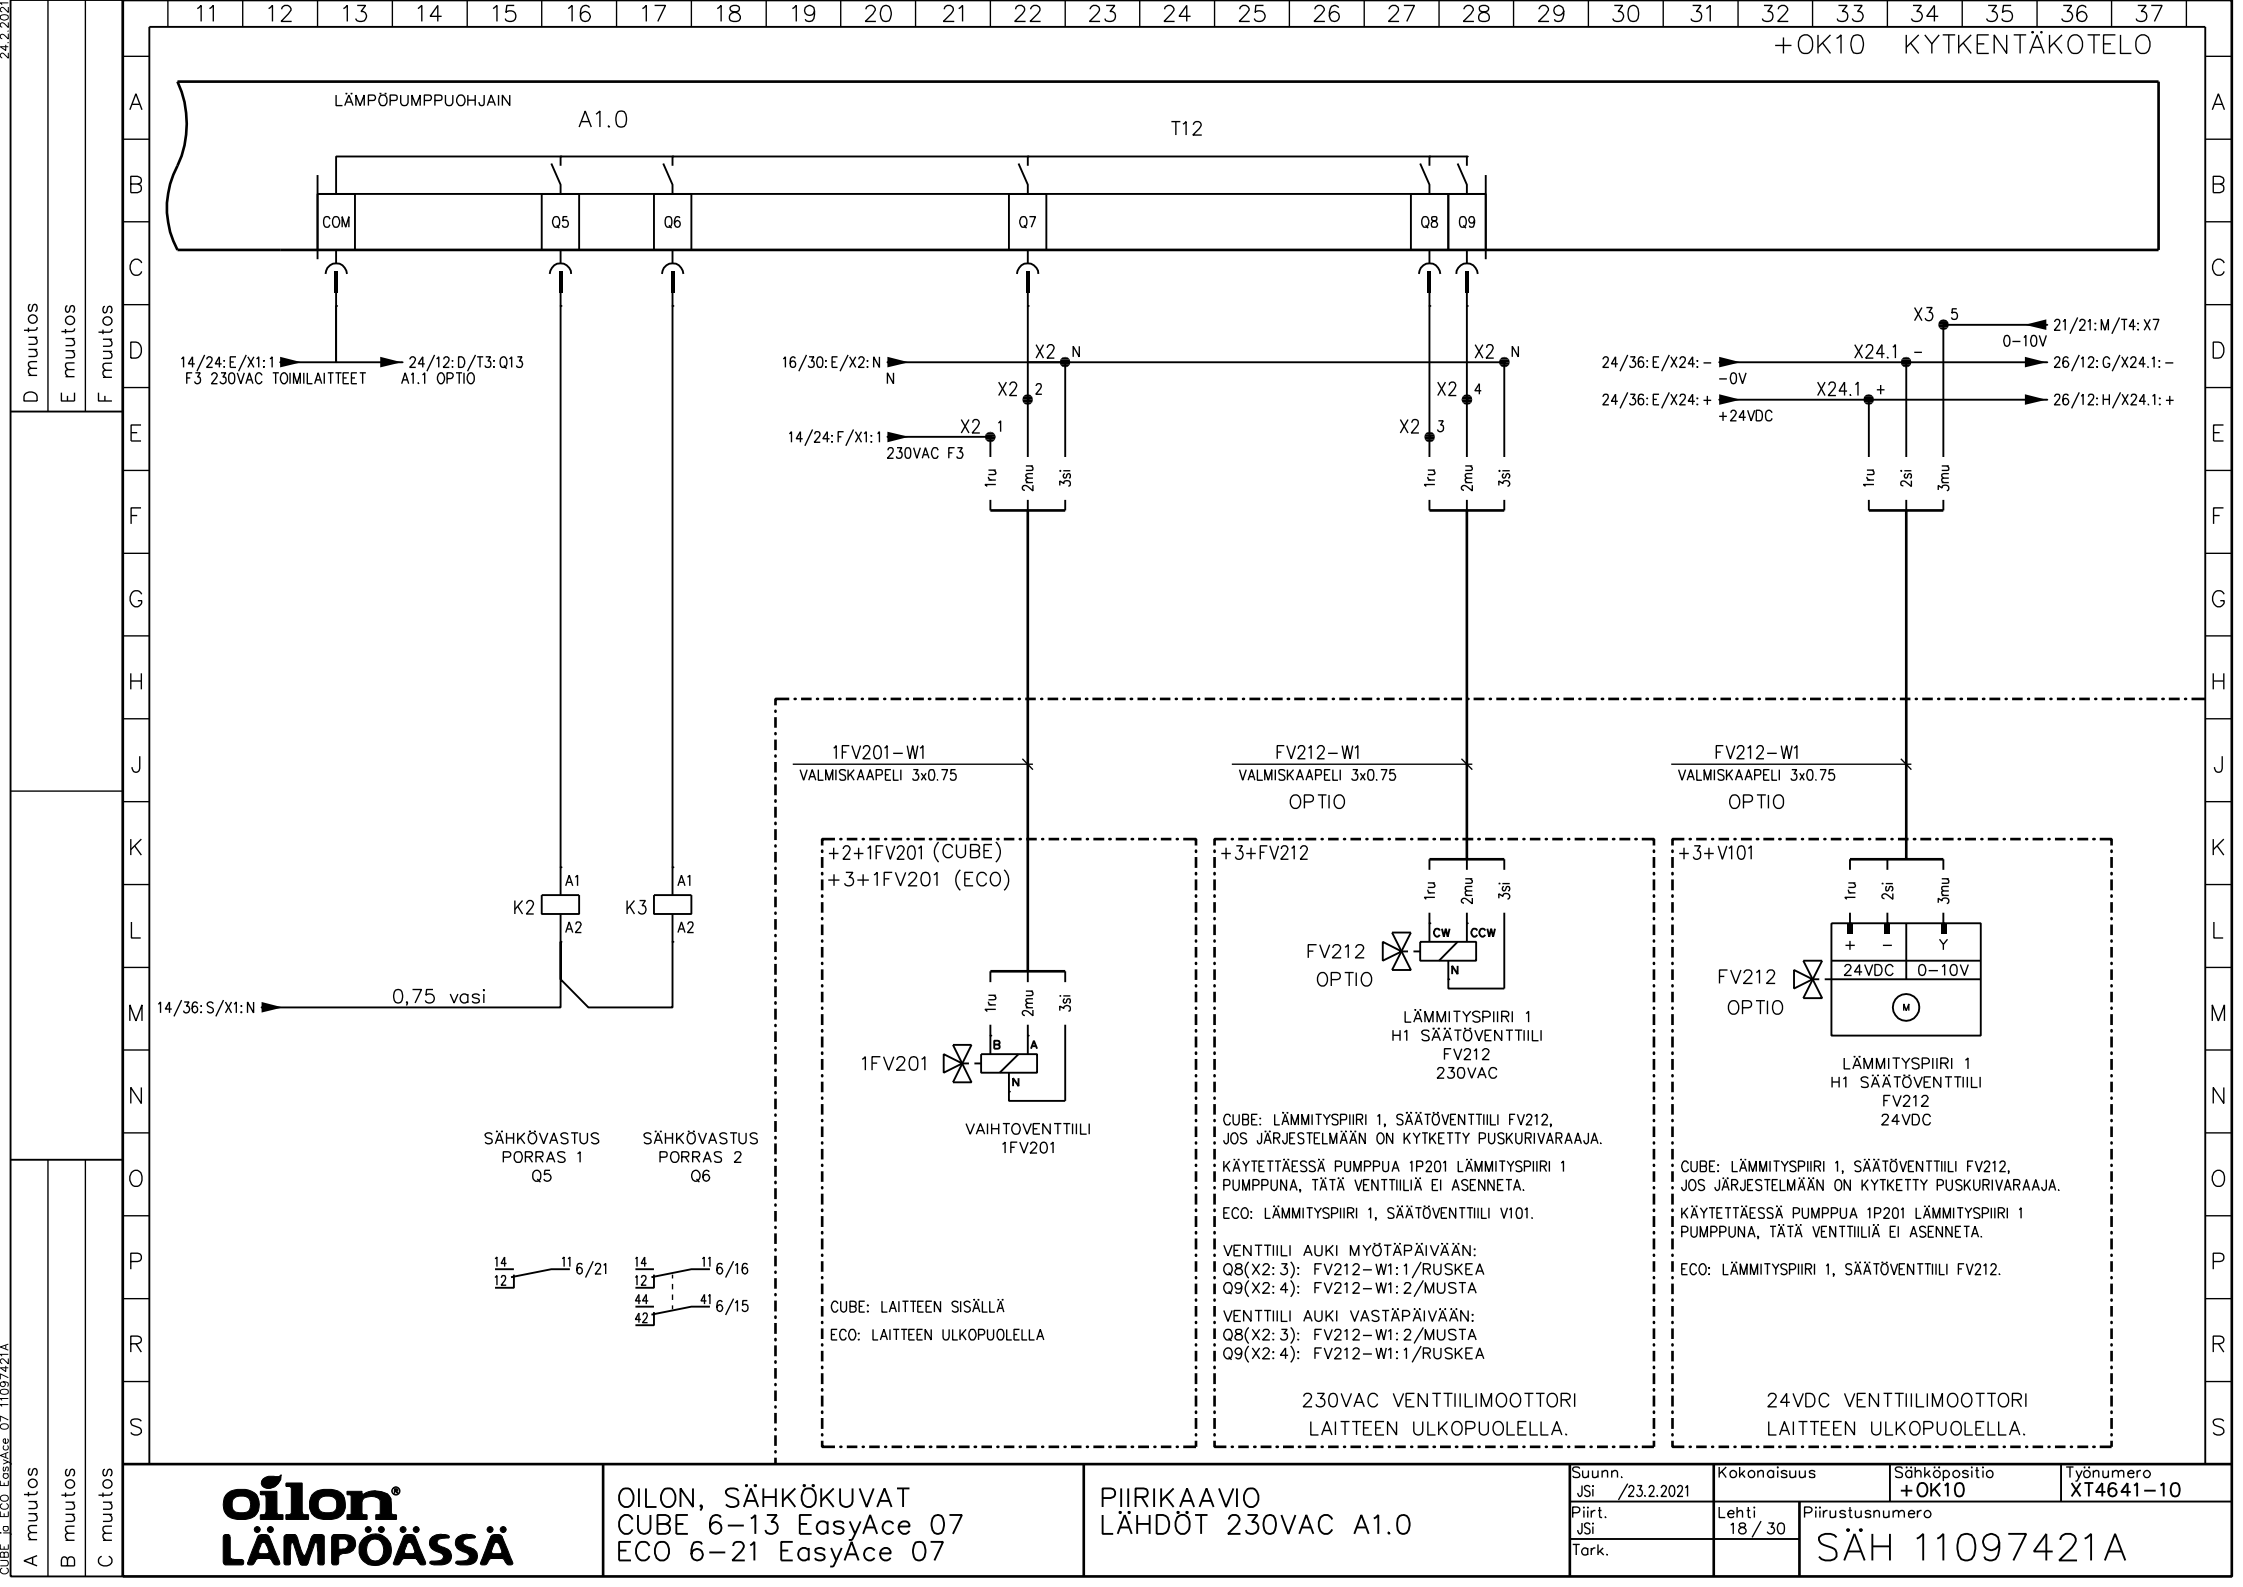 11 12 13 14 15 16 17 18 19 20 21 22 23 24 25 26 27 28 29 30 31 32 33 34 35 36 37
+OK10 KYTKENTÄKOTELO
24.2.2021
A A
B B
C C
D D
E E
F F
G G
H H
J J
K K
L L
M M
N N
O O
P P
R R
S S
LÄMPÖPUMPPUOHJAIN
A1.0
T12
COM Q5 Q6 Q7 Q8 Q9
14/24:E/X1:1
F3 230VAC TOIMILAITTEET
24/12:D/T3:Q13
A1.1 OPTIO
16/30:E/X2:N
N
X2 N
X2 2
14/24:F/X1:1
230VAC F3
X2 1
X2 N
X2 4
X2 3
X3 5
21/21:M/T4:X7
0-10V
24/36:E/X24:-
-0V
X24.1 -
26/12:G/X24.1:-
24/36:E/X24:+
+24VDC
X24.1 +
26/12:H/X24.1:+
1ru 2mu 3si
1ru 2mu 3si
1ru 2si 3mu
1FV201-W1
VALMISKAAPELI 3x0.75
FV212-W1
VALMISKAAPELI 3x0.75
OPTIO
FV212-W1
VALMISKAAPELI 3x0.75
OPTIO
K2 A1 A2
K3 A1 A2
14/36:S/X1:N
0,75 vasi
SÄHKÖVASTUS
PORRAS 1
Q5
SÄHKÖVASTUS
PORRAS 2
Q6
14 11 6/21
12
14 11 6/16
12
44 41 6/15
42
+2+1FV201 (CUBE)
+3+1FV201 (ECO)
1ru 2mu 3si
B A
1FV201
N
VAIHTOVENTTIILI
1FV201
CUBE: LAITTEEN SISÄLLÄ
ECO: LAITTEEN ULKOPUOLELLA
+3+FV212
1ru 2mu 3si
CW CCW
FV212
N
OPTIO
LÄMMITYSPIIRI 1
H1 SÄÄTÖVENTTIILI
FV212
230VAC
CUBE: LÄMMITYSPIIRI 1, SÄÄTÖVENTTIILI FV212,
JOS JÄRJESTELMÄÄN ON KYTKETTY PUSKURIVARAAJA.
KÄYTETTÄESSÄ PUMPPUA 1P201 LÄMMITYSPIIRI 1
PUMPPUNA, TÄTÄ VENTTIILIÄ EI ASENNETA.
ECO: LÄMMITYSPIIRI 1, SÄÄTÖVENTTIILI V101.
VENTTIILI AUKI MYÖTÄPÄIVÄÄN:
Q8(X2:3): FV212-W1:1/RUSKEA
Q9(X2:4): FV212-W1:2/MUSTA
VENTTIILI AUKI VASTÄPÄIVÄÄN:
Q8(X2:3): FV212-W1:2/MUSTA
Q9(X2:4): FV212-W1:1/RUSKEA
230VAC VENTTIILIMOOTTORI
LAITTEEN ULKOPUOLELLA.
+3+V101
1ru 2si 3mu
+ - Y
24VDC 0-10V
FV212
OPTIO
M
LÄMMITYSPIIRI 1
H1 SÄÄTÖVENTTIILI
FV212
24VDC
CUBE: LÄMMITYSPIIRI 1, SÄÄTÖVENTTIILI FV212,
JOS JÄRJESTELMÄÄN ON KYTKETTY PUSKURIVARAAJA.
KÄYTETTÄESSÄ PUMPPUA 1P201 LÄMMITYSPIIRI 1
PUMPPUNA, TÄTÄ VENTTIILIÄ EI ASENNETA.
ECO: LÄMMITYSPIIRI 1, SÄÄTÖVENTTIILI FV212.
24VDC VENTTIILIMOOTTORI
LAITTEEN ULKOPUOLELLA.
D muutos
E muutos
F muutos
A muutos
B muutos
C muutos
CUBE ja ECO EasyAce 07 11097421A
oilon®
LÄMPÖÄSSÄ
OILON, SÄHKÖKUVAT
CUBE 6-13 EasyAce 07
ECO 6-21 EasyAce 07
PIIRIKAAVIO
LÄHDÖT 230VAC A1.0
Suunn.
JSi /23.2.2021
Piirt.
JSi
Tark.
Kokonaisuus
Lehti
18/30
Sähköpositio
+OK10
Työnumero
XT4641-10
Piirustusnumero
SÄH 11097421A